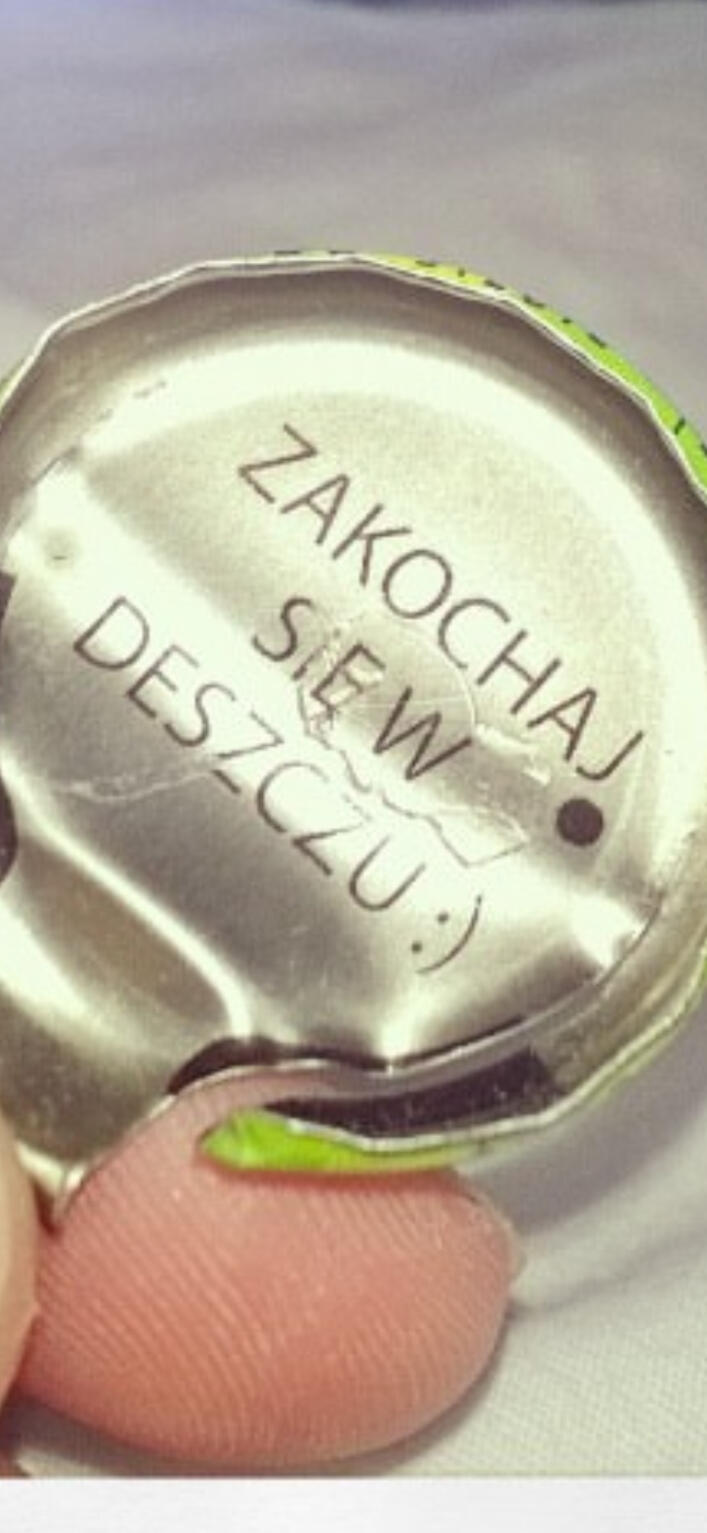 ZAKOCHAJ
SIĘ W
DESZCZU :)